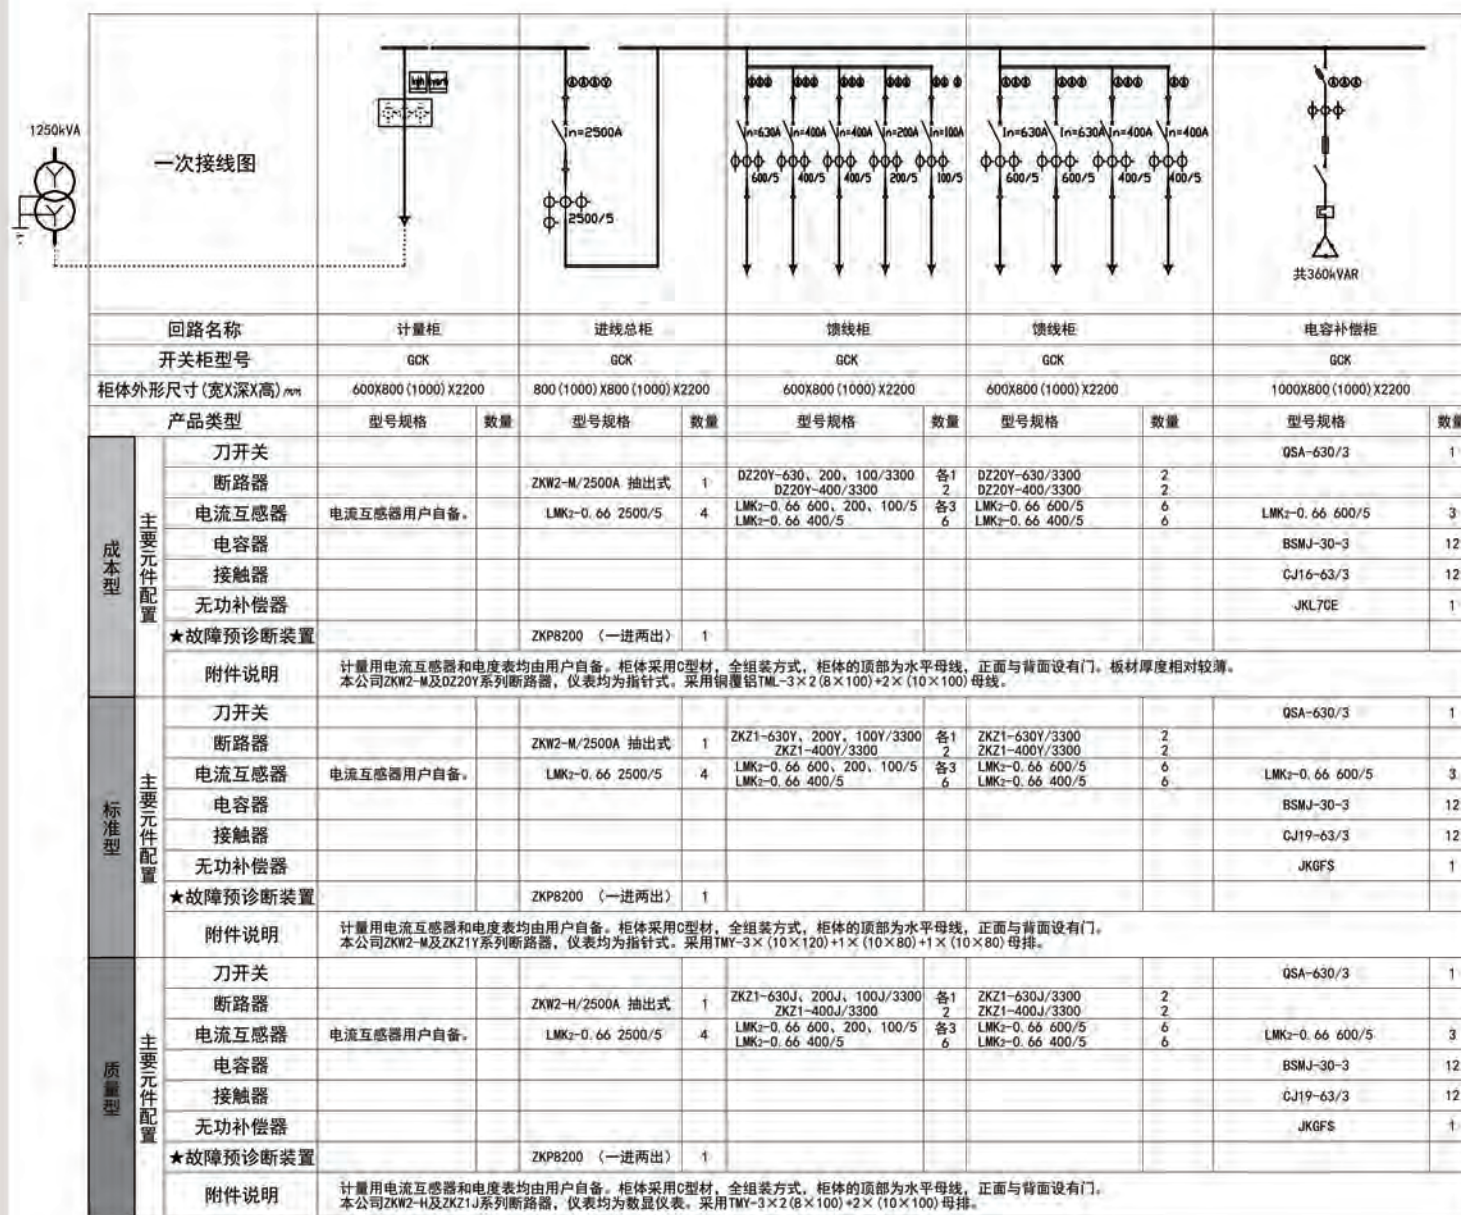 1250kVA
一次接线图
kwh kvarh
In=2500A
2500/5
In=630A In=400A In=400A In=200A In=100A
600/5 400/5 400/5 200/5 100/5
In=630A In=630A In=400A In=400A
600/5 600/5 400/5 400/5
共360kVAR
回路名称 计量柜 进线总柜 馈线柜 馈线柜 电容补偿柜
开关柜型号 GCK GCK GCK GCK GCK
柜体外形尺寸(宽X深X高)mm 600X800(1000)X2200 800(1000)X800(1000)X2200 600X800(1000)X2200 600X800(1000)X2200 1000X800(1000)X2200
产品类型 型号规格 数量 型号规格 数量 型号规格 数量 型号规格 数量 型号规格 数量
成本型
主要元件配置
刀开关 QSA-630/3 1
断路器 ZKW2-M/2500A 抽出式 1 DZ20Y-630、200、100/3300 各1 DZ20Y-630/3300 2
DZ20Y-400/3300 2 DZ20Y-400/3300 2
电流互感器 电流互感器用户自备。 LMK2-0.66 2500/5 4 LMK2-0.66 600、200、100/5 各3 LMK2-0.66 600/5 6 LMK2-0.66 600/5 3
LMK2-0.66 400/5 6 LMK2-0.66 400/5 6
电容器 BSMJ-30-3 12
接触器 CJ16-63/3 12
无功补偿器 JKL7CE 1
★故障预诊断装置 ZKP8200 (一进两出) 1
附件说明 计量用电流互感器和电度表均由用户自备。柜体采用C型材，全组装方式，柜体的顶部为水平母线，正面与背面设有门。板材厚度相对较薄。
本公司ZKW2-M及DZ20Y系列断路器，仪表均为指针式。采用铜覆铝TML-3×2(8×100)+2×(10×100)母线。
标准型
主要元件配置
刀开关 QSA-630/3 1
断路器 ZKW2-M/2500A 抽出式 1 ZKZ1-630Y、200Y、100Y/3300 各1 ZKZ1-630Y/3300 2
ZKZ1-400Y/3300 2 ZKZ1-400Y/3300 2
电流互感器 电流互感器用户自备。 LMK2-0.66 2500/5 4 LMK2-0.66 600、200、100/5 各3 LMK2-0.66 600/5 6 LMK2-0.66 600/5 3
LMK2-0.66 400/5 6 LMK2-0.66 400/5 6
电容器 BSMJ-30-3 12
接触器 CJ19-63/3 12
无功补偿器 JKGFS 1
★故障预诊断装置 ZKP8200 (一进两出) 1
附件说明 计量用电流互感器和电度表均由用户自备。柜体采用C型材，全组装方式，柜体的顶部为水平母线，正面与背面设有门。
本公司ZKW2-M及ZKZ1Y系列断路器，仪表均为指针式。采用TMY-3×(10×120)+1×(10×80)+1×(10×80)母排。
质量型
主要元件配置
刀开关 QSA-630/3 1
断路器 ZKW2-H/2500A 抽出式 1 ZKZ1-630J、200J、100J/3300 各1 ZKZ1-630J/3300 2
ZKZ1-400J/3300 2 ZKZ1-400J/3300 2
电流互感器 电流互感器用户自备。 LMK2-0.66 2500/5 4 LMK2-0.66 600、200、100/5 各3 LMK2-0.66 600/5 6 LMK2-0.66 600/5 3
LMK2-0.66 400/5 6 LMK2-0.66 400/5 6
电容器 BSMJ-30-3 12
接触器 CJ19-63/3 12
无功补偿器 JKGFS 1
★故障预诊断装置 ZKP8200 (一进两出) 1
附件说明 计量用电流互感器和电度表均由用户自备。柜体采用C型材，全组装方式，柜体的顶部为水平母线，正面与背面设有门。
本公司ZKW2-H及ZKZ1J系列断路器，仪表均为数显仪表。采用TMY-3×2(8×100)+2×(10×100)母排。